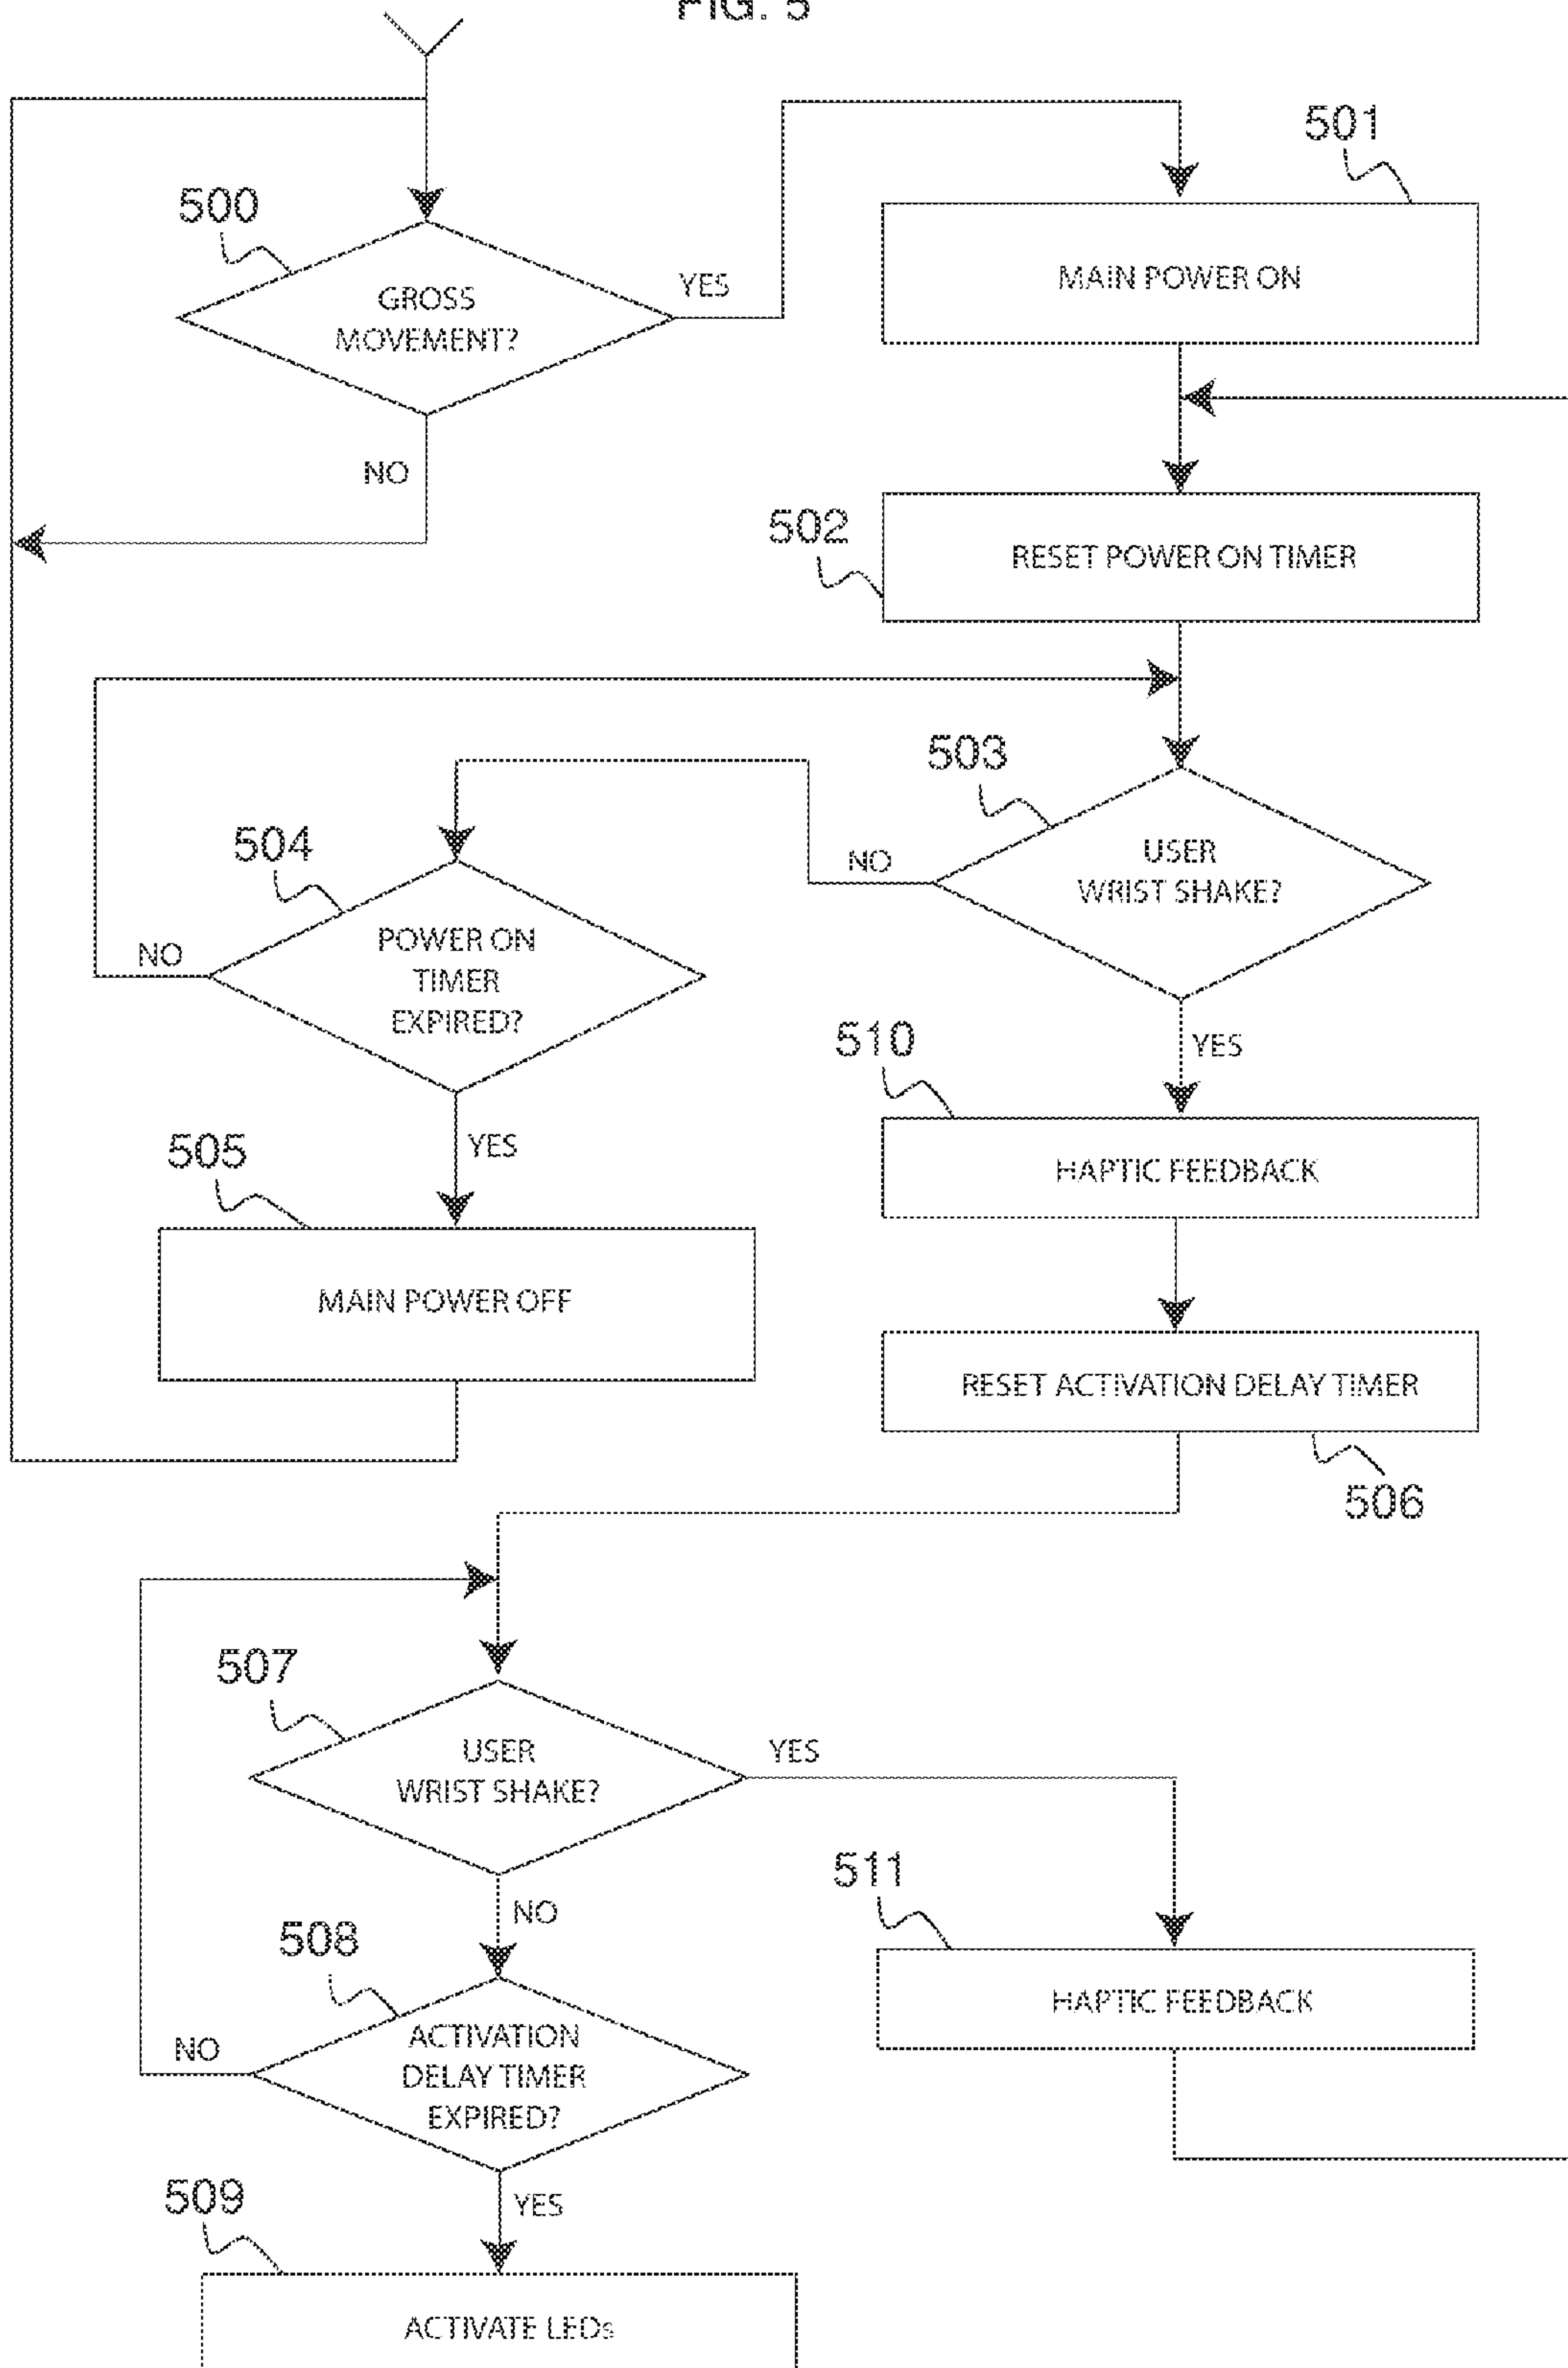 FIG. 5
501
500
MAIN POWER ON
YES
GROSS
MOVEMENT?
NO
502
RESET POWER ON TIMER
503
504
NO
USER
WRIST SHAKE?
NO
POWER ON
TIMER
EXPIRED?
510
YES
505
YES
HAPTIC FEEDBACK
MAIN POWER OFF
RESET ACTIVATION DELAY TIMER
506
507
YES
USER
WRIST SHAKE?
511
NO
508
HAPTIC FEEDBACK
NO
ACTIVATION
DELAY TIMER
EXPIRED?
509
YES
ACTIVATE LEDs